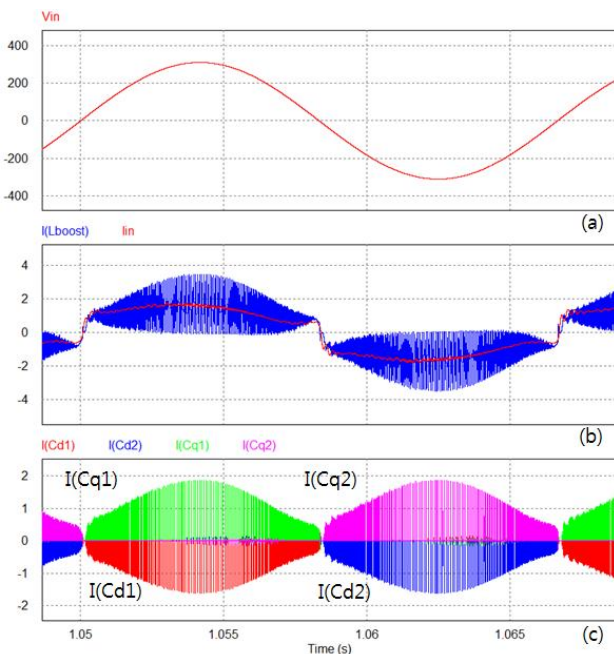 Vin
400
200
0
-200
-400
(a)
I(Lboost) Iin
4
2
0
-2
-4
(b)
I(Cd1) I(Cd2) I(Cq1) I(Cq2)
2
1
0
-1
-2
I(Cq1) I(Cq2)
I(Cd1) I(Cd2)
1.05 1.055 1.06 1.065
Time (s)
(c)